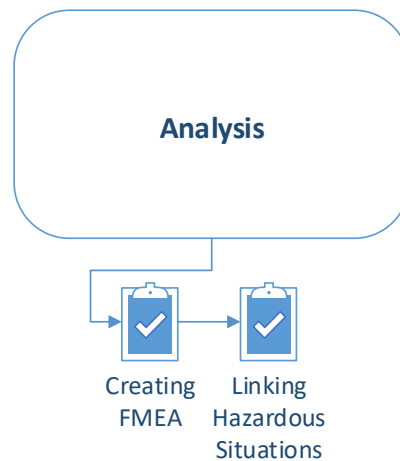 Analysis
Creating
FMEA
Linking
Hazardous
Situations